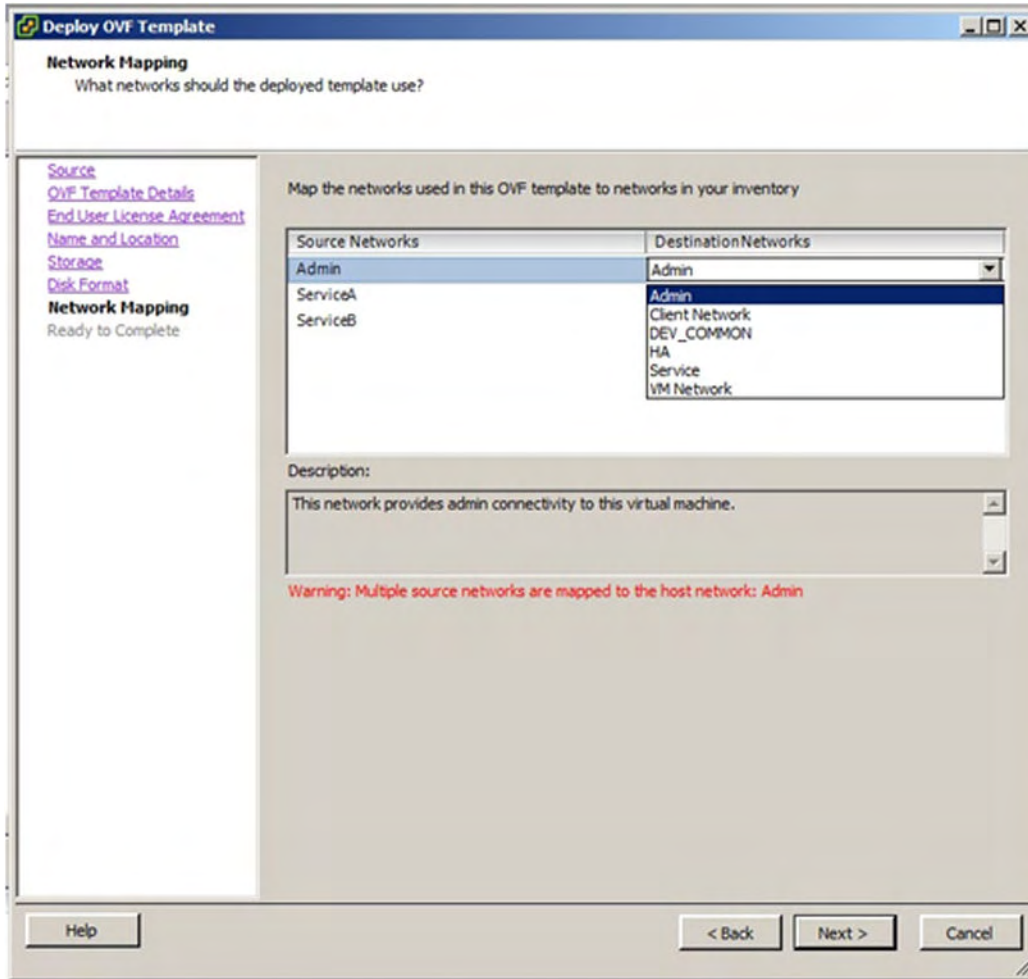 Deploy OVF Template
Network Mapping
What networks should the deployed template use?
Source
OVF Template Details
End User License Agreement
Name and Location
Storage
Disk Format
Network Mapping
Ready to Complete
Map the networks used in this OVF template to networks in your inventory
Source Networks Destination Networks
Admin Admin
ServiceA
ServiceB
Admin
Client Network
DEV_COMMON
HA
Service
VM Network
Description:
This network provides admin connectivity to this virtual machine.
Warning: Multiple source networks are mapped to the host network: Admin
Help < Back Next > Cancel